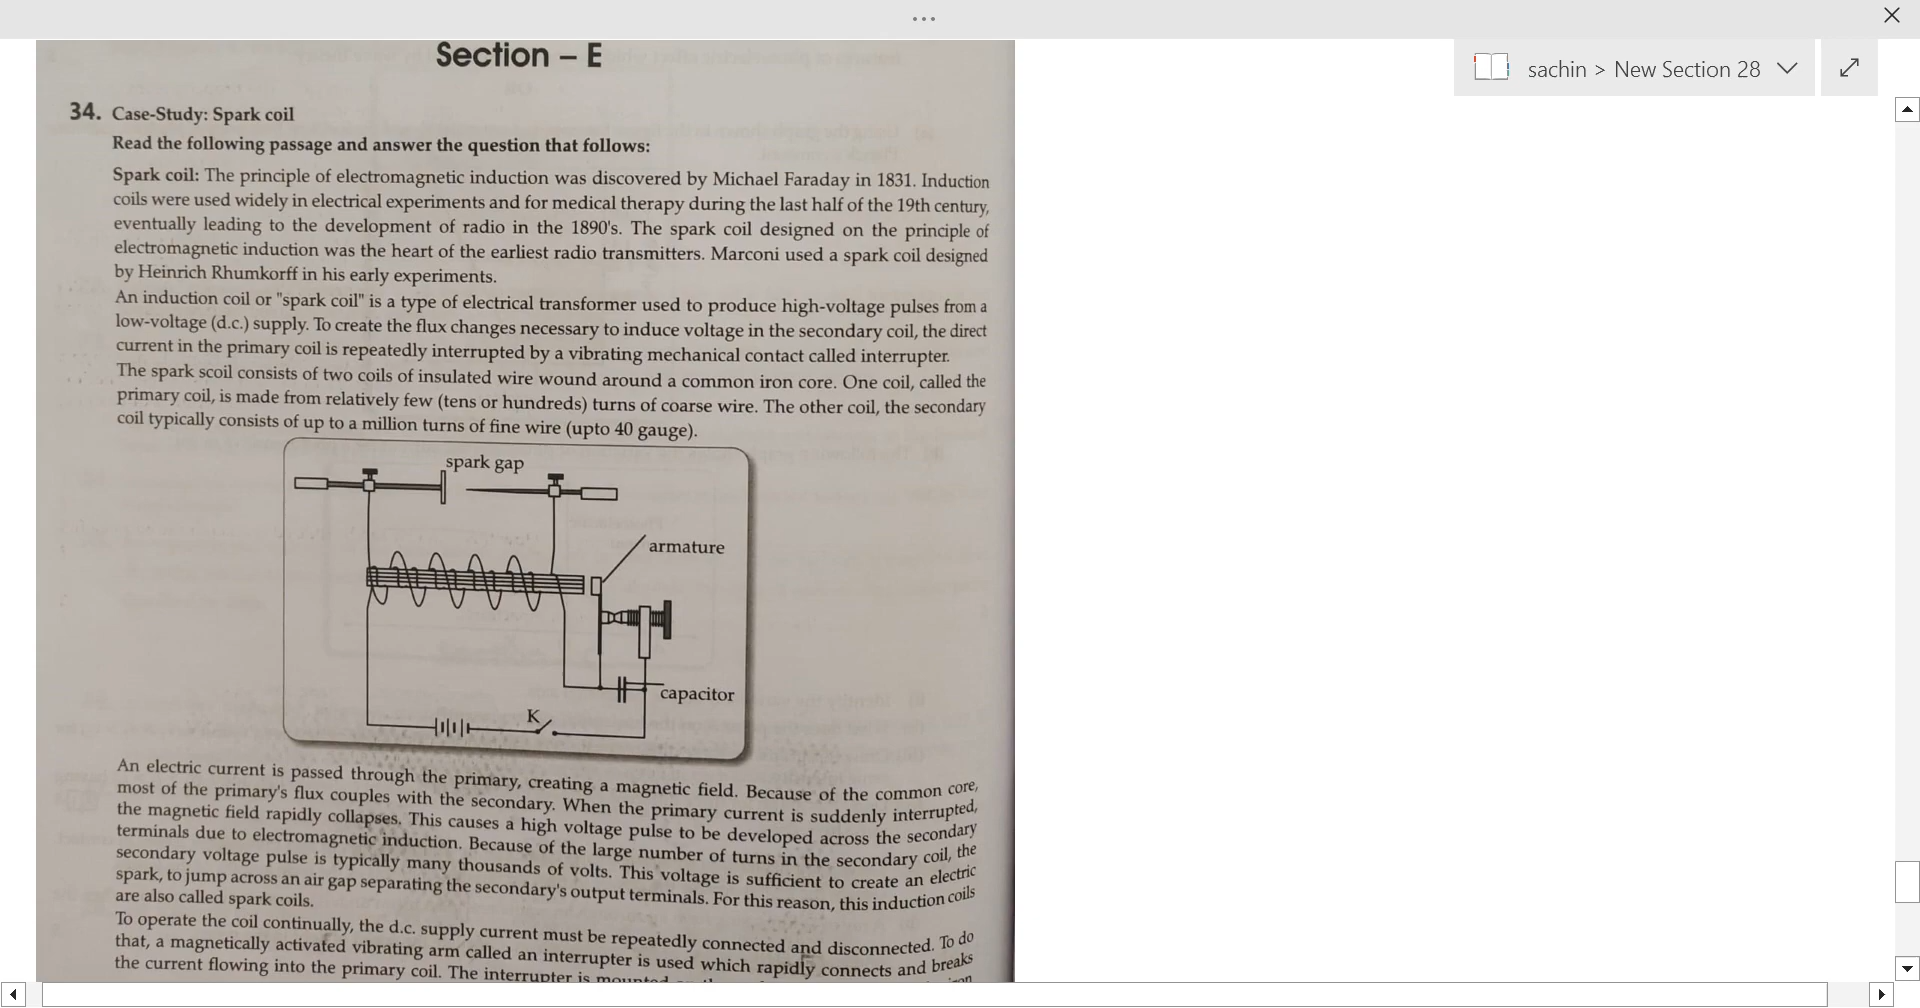 sachin > New Section 28
Section – E
34. Case-Study: Spark coil
Read the following passage and answer the question that follows:
Spark coil: The principle of electromagnetic induction was discovered by Michael Faraday in 1831. Induction
coils were used widely in electrical experiments and for medical therapy during the last half of the 19th century,
eventually leading to the development of radio in the 1890's. The spark coil designed on the principle of
electromagnetic induction was the heart of the earliest radio transmitters. Marconi used a spark coil designed
by Heinrich Rhumkorff in his early experiments.
An induction coil or "spark coil" is a type of electrical transformer used to produce high-voltage pulses from a
low-voltage (d.c.) supply. To create the flux changes necessary to induce voltage in the secondary coil, the direct
current in the primary coil is repeatedly interrupted by a vibrating mechanical contact called interrupter.
The spark scoil consists of two coils of insulated wire wound around a common iron core. One coil, called the
primary coil, is made from relatively few (tens or hundreds) turns of coarse wire. The other coil, the secondary
coil typically consists of up to a million turns of fine wire (upto 40 gauge).
spark gap
armature
capacitor
K
An electric current is passed through the primary, creating a magnetic field. Because of the common core,
most of the primary's flux couples with the secondary. When the primary current is suddenly interrupted,
the magnetic field rapidly collapses. This causes a high voltage pulse to be developed across the secondary
terminals due to electromagnetic induction. Because of the large number of turns in the secondary coil, the
secondary voltage pulse is typically many thousands of volts. This voltage is sufficient to create an electric
spark, to jump across an air gap separating the secondary's output terminals. For this reason, this induction coils
are also called spark coils.
To operate the coil continually, the d.c. supply current must be repeatedly connected and disconnected. To do
that, a magnetically activated vibrating arm called an interrupter is used which rapidly connects and breaks
the current flowing into the primary coil. The interrupter is